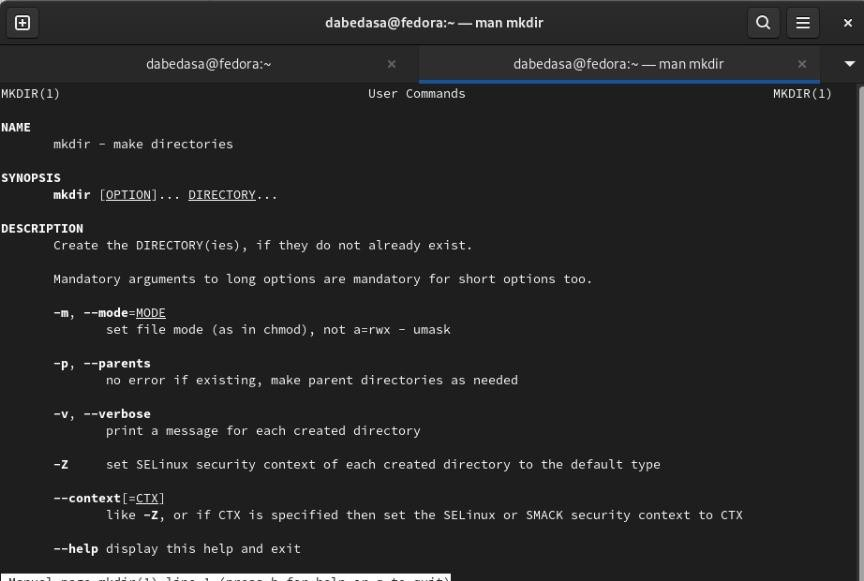 dabedasa@fedora:~ — man mkdir
dabedasa@fedora:~ dabedasa@fedora:~ — man mkdir
MKDIR(1) User Commands MKDIR(1)
NAME
mkdir - make directories
SYNOPSIS
mkdir [OPTION]... DIRECTORY...
DESCRIPTION
Create the DIRECTORY(ies), if they do not already exist.
Mandatory arguments to long options are mandatory for short options too.
-m, --mode=MODE
set file mode (as in chmod), not a=rwx - umask
-p, --parents
no error if existing, make parent directories as needed
-v, --verbose
print a message for each created directory
-Z set SELinux security context of each created directory to the default type
--context[=CTX]
like -Z, or if CTX is specified then set the SELinux or SMACK security context to CTX
--help display this help and exit
Manual page mkdir(1) line 1 (press h for help or q to quit)